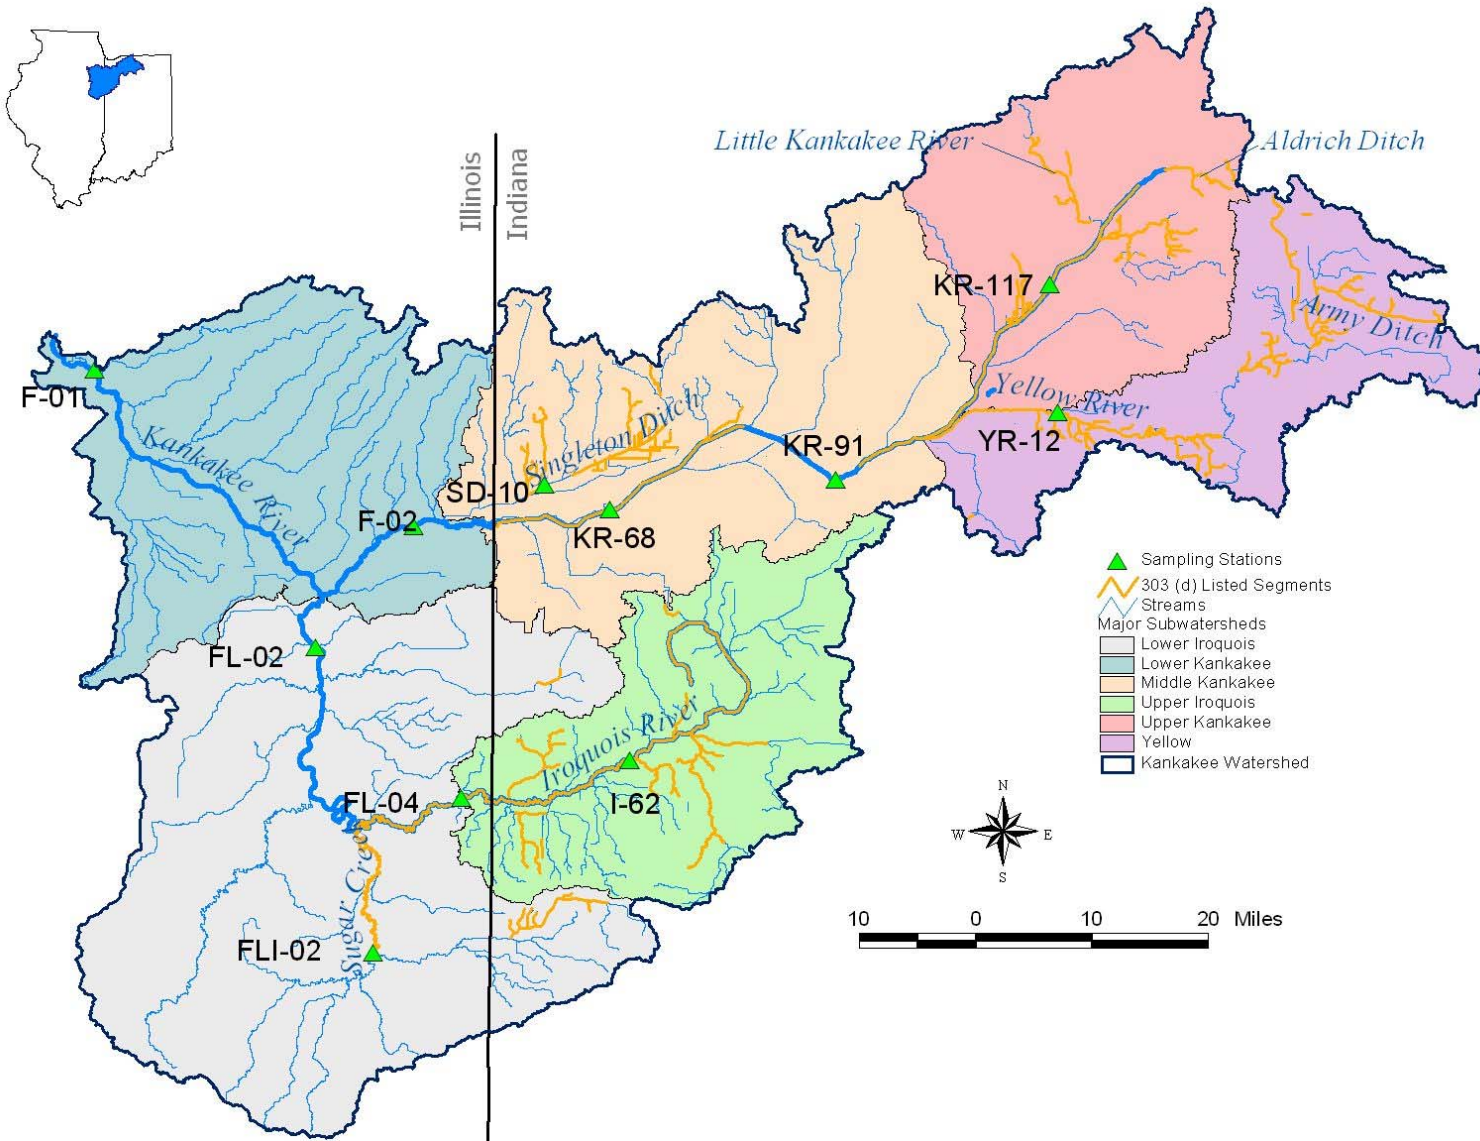 Illinois
Indiana
Little Kankakee River
Aldrich Ditch
KR-117
Army Ditch
F-01
Yellow River
Kankakee River
KR-91
YR-12
Singleton Ditch
SD-10
F-02
KR-68
FL-02
Iroquois River
FL-04
I-62
Sugar Creek
FLI-02
Sampling Stations
303 (d) Listed Segments
Streams
Major Subwatersheds
Lower Iroquois
Lower Kankakee
Middle Kankakee
Upper Iroquois
Upper Kankakee
Yellow
Kankakee Watershed
N
W E
S
10 0 10 20 Miles